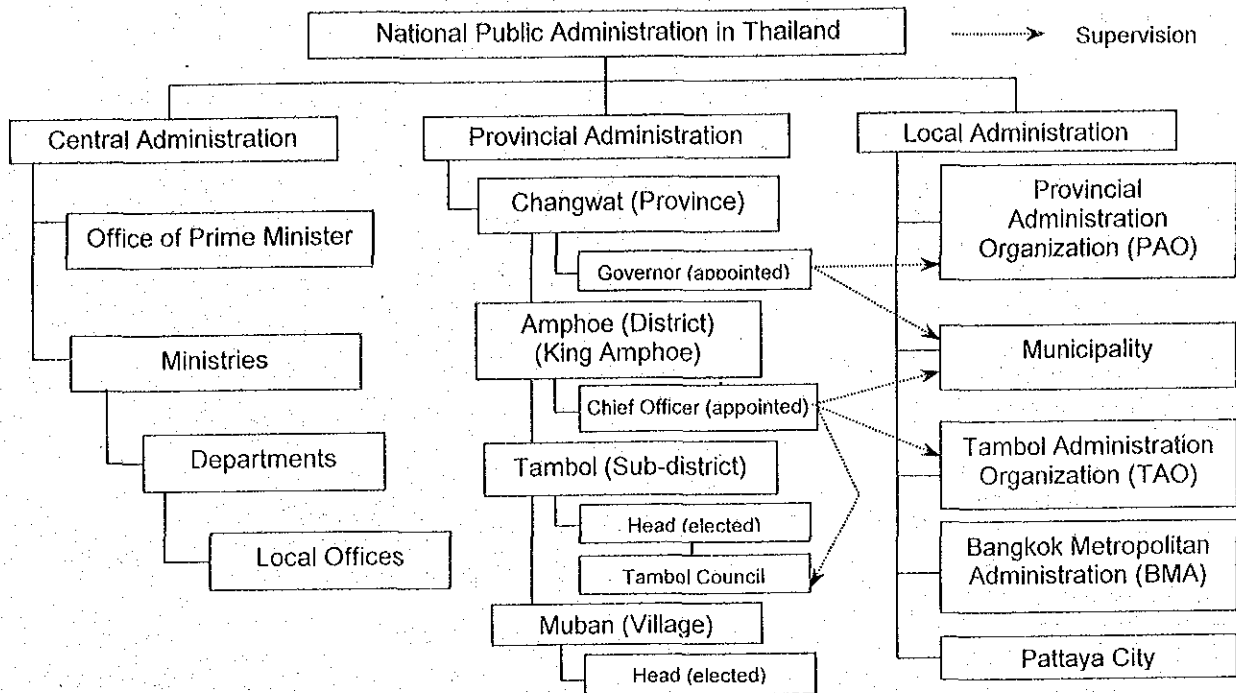 National Public Administration in Thailand
Supervision
Central Administration
Office of Prime Minister
Ministries
Departments
Local Offices
Provincial Administration
Changwat (Province)
Governor (appointed)
Amphoe (District)
(King Amphoe)
Chief Officer (appointed)
Tambol (Sub-district)
Head (elected)
Tambol Council
Muban (Village)
Head (elected)
Local Administration
Provincial
Administration
Organization (PAO)
Municipality
Tambol Administration
Organization (TAO)
Bangkok Metropolitan
Administration (BMA)
Pattaya City